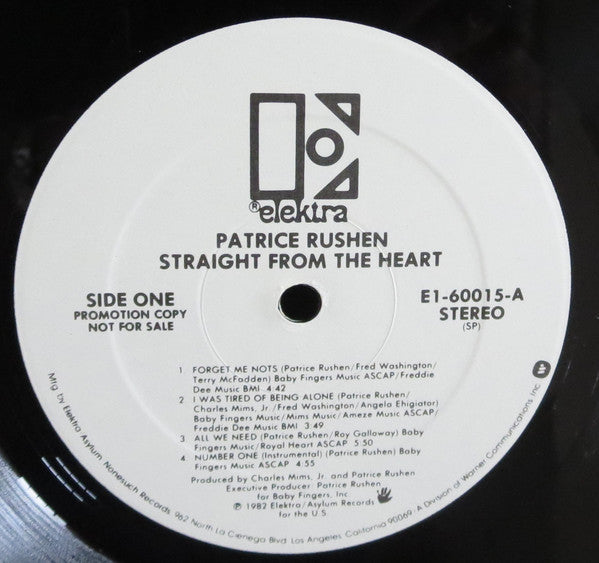 ® elektra
PATRICE RUSHEN
STRAIGHT FROM THE HEART
SIDE ONE
PROMOTION COPY
NOT FOR SALE
E1-60015-A
STEREO
(SP)
1. FORGET ME NOTS (Patrice Rushen/Fred Washington/
Terry McFadden) Baby Fingers Music ASCAP/Freddie
Dee Music BMI 4:42
2. I WAS TIRED OF BEING ALONE (Patrice Rushen/
Charles Mims, Jr./Fred Washington/Angela Ehigiator)
Baby Fingers Music/Mims Music/Ameze Music ASCAP/
Freddie Dee Music BMI 3:49
3. ALL WE NEED (Patrice Rushen/Roy Galloway) Baby
Fingers Music/Royal Heart ASCAP 5:50
4. NUMBER ONE (Instrumental) (Patrice Rushen) Baby
Fingers Music ASCAP 4:55
Produced by Charles Mims, Jr. and Patrice Rushen
Executive Producer: Patrice Rushen
for Baby Fingers, Inc.
℗ 1982 Elektra/Asylum Records
for the U.S.
Mfg. by Elektra/Asylum/Nonesuch Records, 962 North La Cienega Blvd., Los Angeles, California 90069. A Division of Warner Communications Inc.